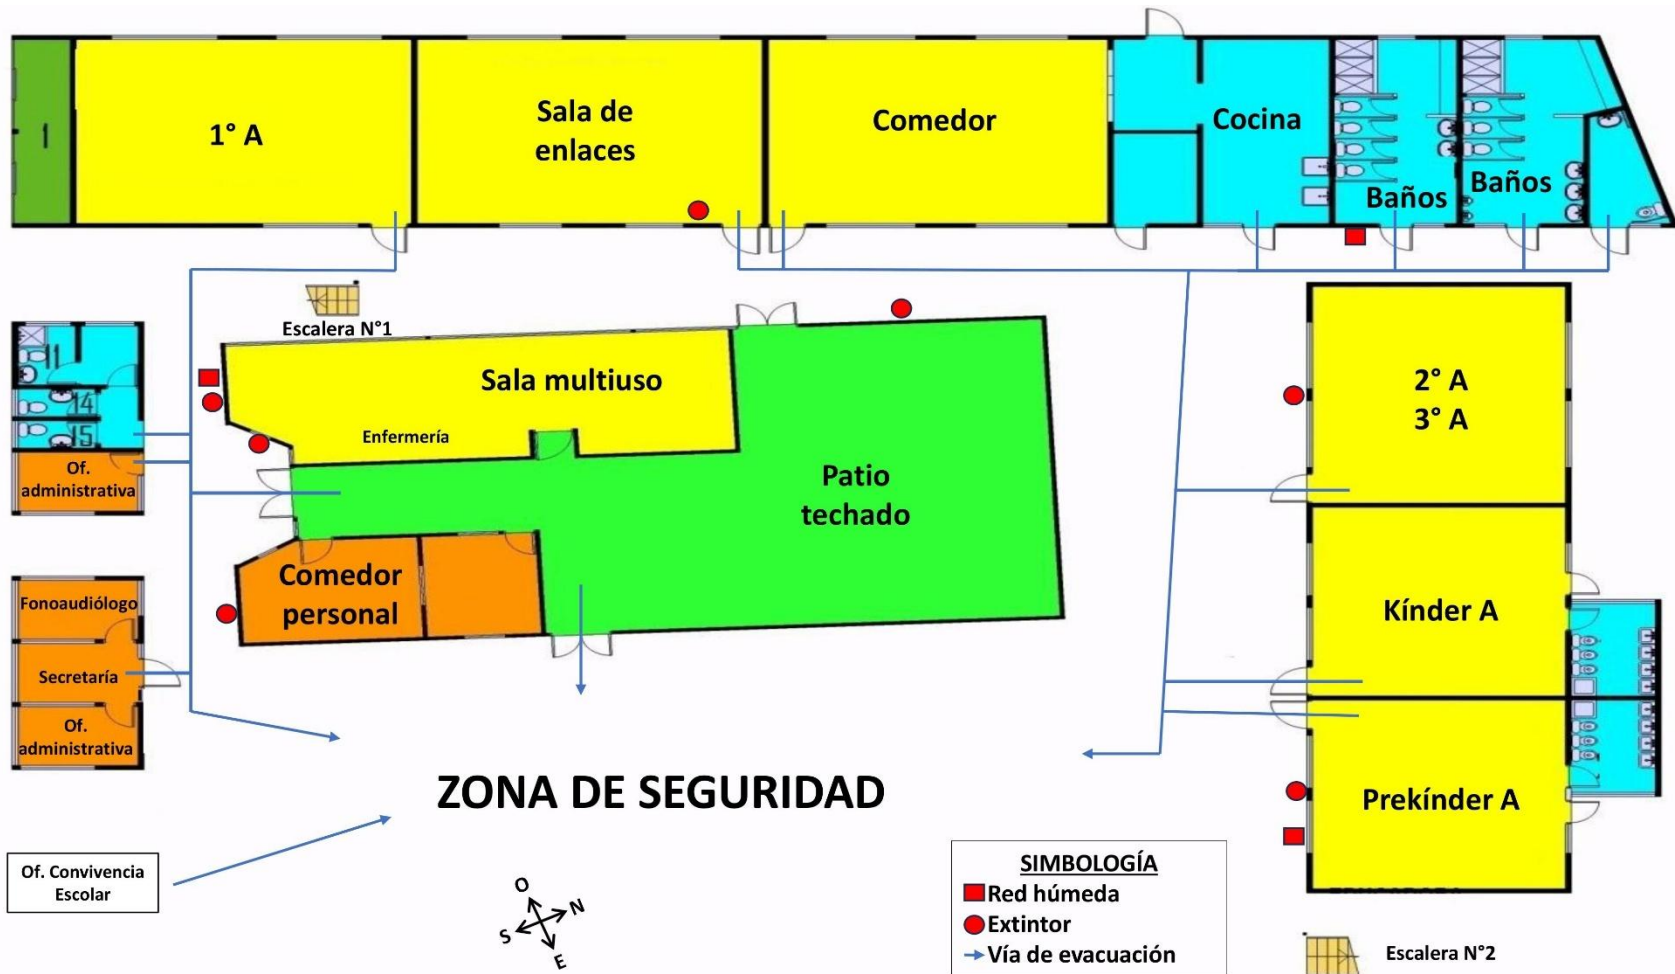 1
1° A
Sala de
enlaces
Comedor
Cocina
Baños
Baños
Escalera N°1
11
14
15
Of.
administrativa
Sala multiuso
Enfermería
Patio
techado
2° A
3° A
Comedor
personal
Fonoaudiólogo
Secretaría
Of.
administrativa
Kínder A
Prekínder A
ZONA DE SEGURIDAD
Of. Convivencia
Escolar
O
N
S
E
SIMBOLOGÍA
Red húmeda
Extintor
Vía de evacuación
Escalera N°2